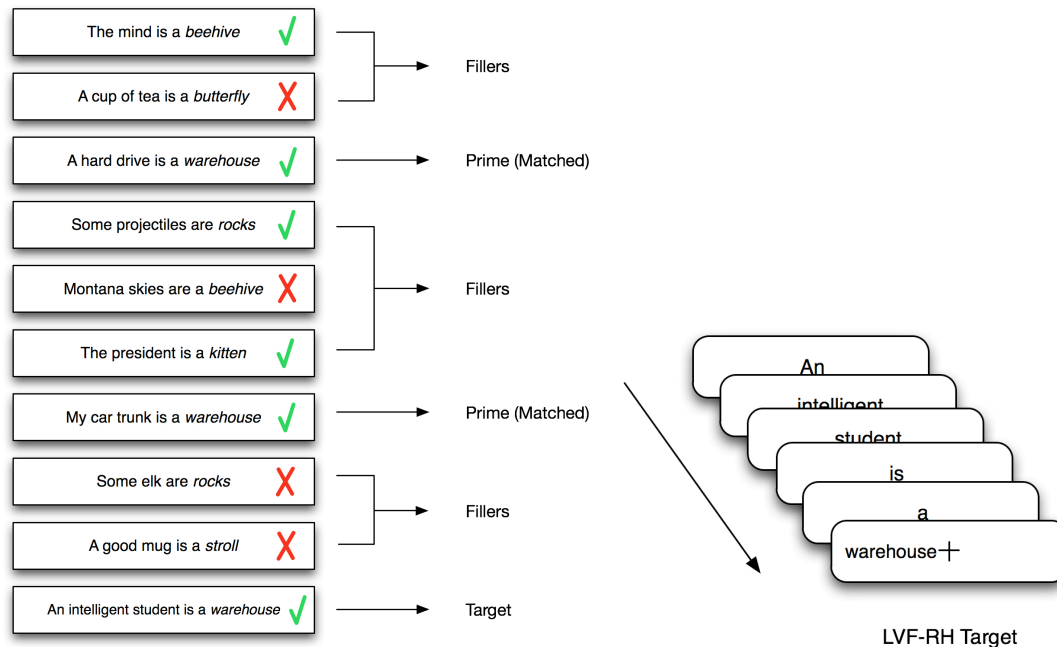 The mind is a beehive
Fillers
A cup of tea is a butterfly
A hard drive is a warehouse
Prime (Matched)
Some projectiles are rocks
Montana skies are a beehive
Fillers
The president is a kitten
My car trunk is a warehouse
Prime (Matched)
Some elk are rocks
Fillers
A good mug is a stroll
An intelligent student is a warehouse
Target
An
intelligent
student
is
a
warehouse+
LVF-RH Target